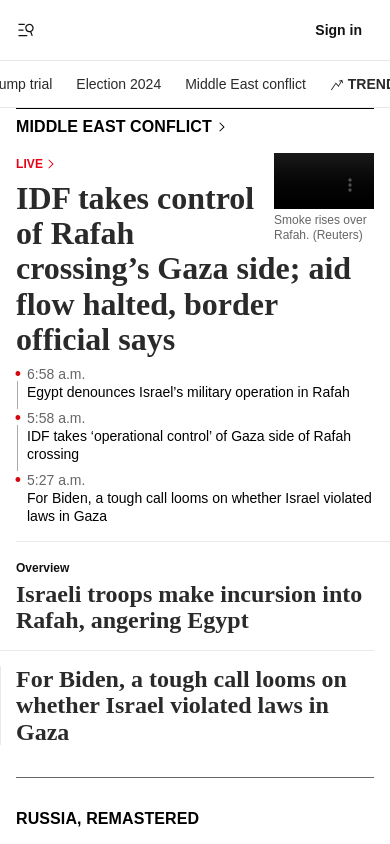 Sign in
ump trial Election 2024 Middle East conflict TREND
MIDDLE EAST CONFLICT
LIVE
IDF takes control
of Rafah
crossing’s Gaza side; aid
flow halted, border
official says
Smoke rises over
Rafah. (Reuters)
6:58 a.m.
Egypt denounces Israel’s military operation in Rafah
5:58 a.m.
IDF takes ‘operational control’ of Gaza side of Rafah
crossing
5:27 a.m.
For Biden, a tough call looms on whether Israel violated
laws in Gaza
Overview
Israeli troops make incursion into
Rafah, angering Egypt
For Biden, a tough call looms on
whether Israel violated laws in
Gaza
RUSSIA, REMASTERED